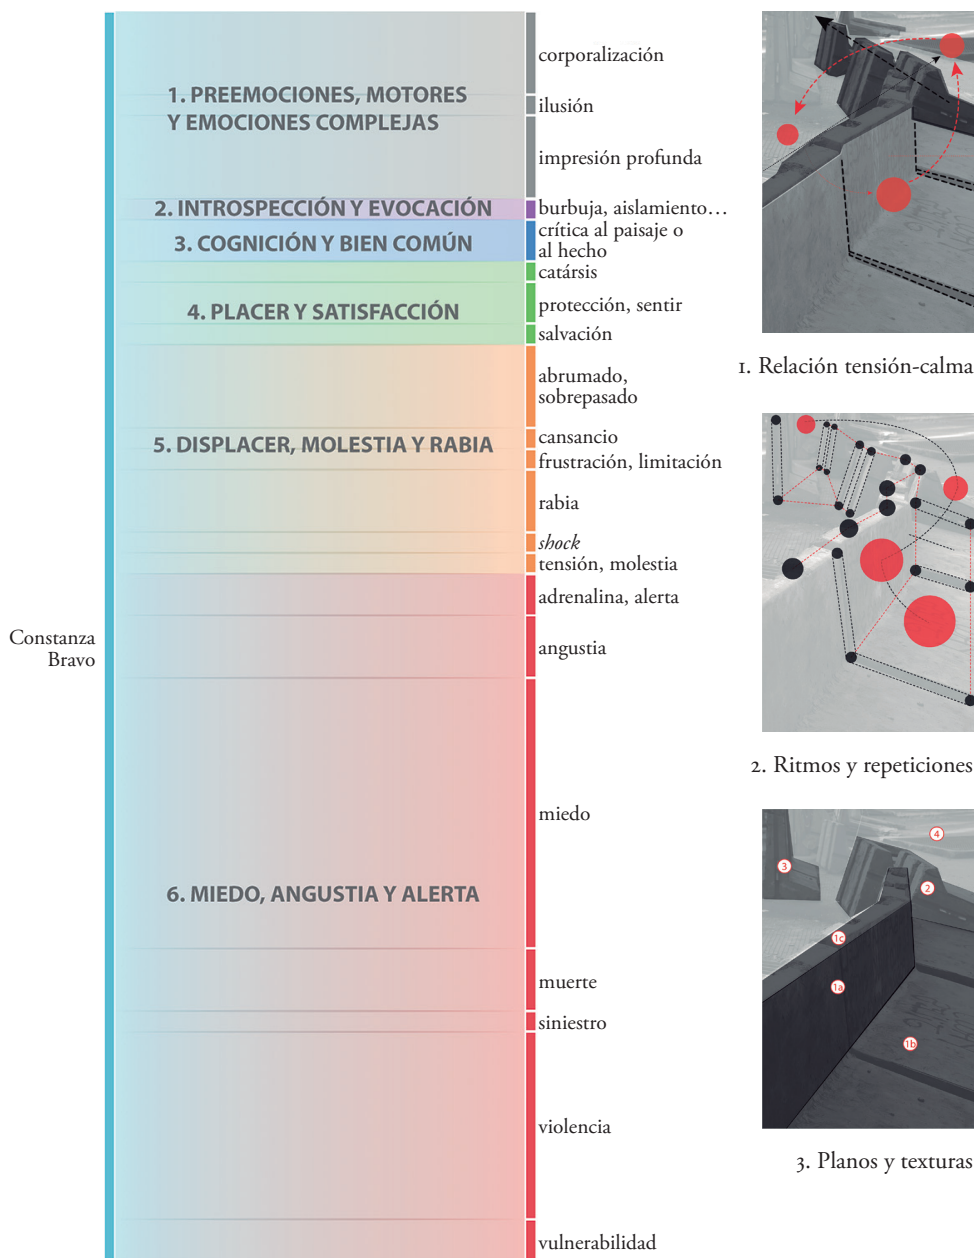 Constanza
Bravo
1. PREEMOCIONES, MOTORES
Y EMOCIONES COMPLEJAS
2. INTROSPECCIÓN Y EVOCACIÓN
3. COGNICIÓN Y BIEN COMÚN
4. PLACER Y SATISFACCIÓN
5. DISPLACER, MOLESTIA Y RABIA
6. MIEDO, ANGUSTIA Y ALERTA
corporalización
ilusión
impresión profunda
burbuja, aislamiento…
crítica al paisaje o
al hecho
catársis
protección, sentir
salvación
abrumado,
sobrepasado
cansancio
frustración, limitación
rabia
shock
tensión, molestia
adrenalina, alerta
angustia
miedo
muerte
siniestro
violencia
vulnerabilidad
1. Relación tensión-calma
2. Ritmos y repeticiones
4
3
2
1c
1a
1b
3. Planos y texturas